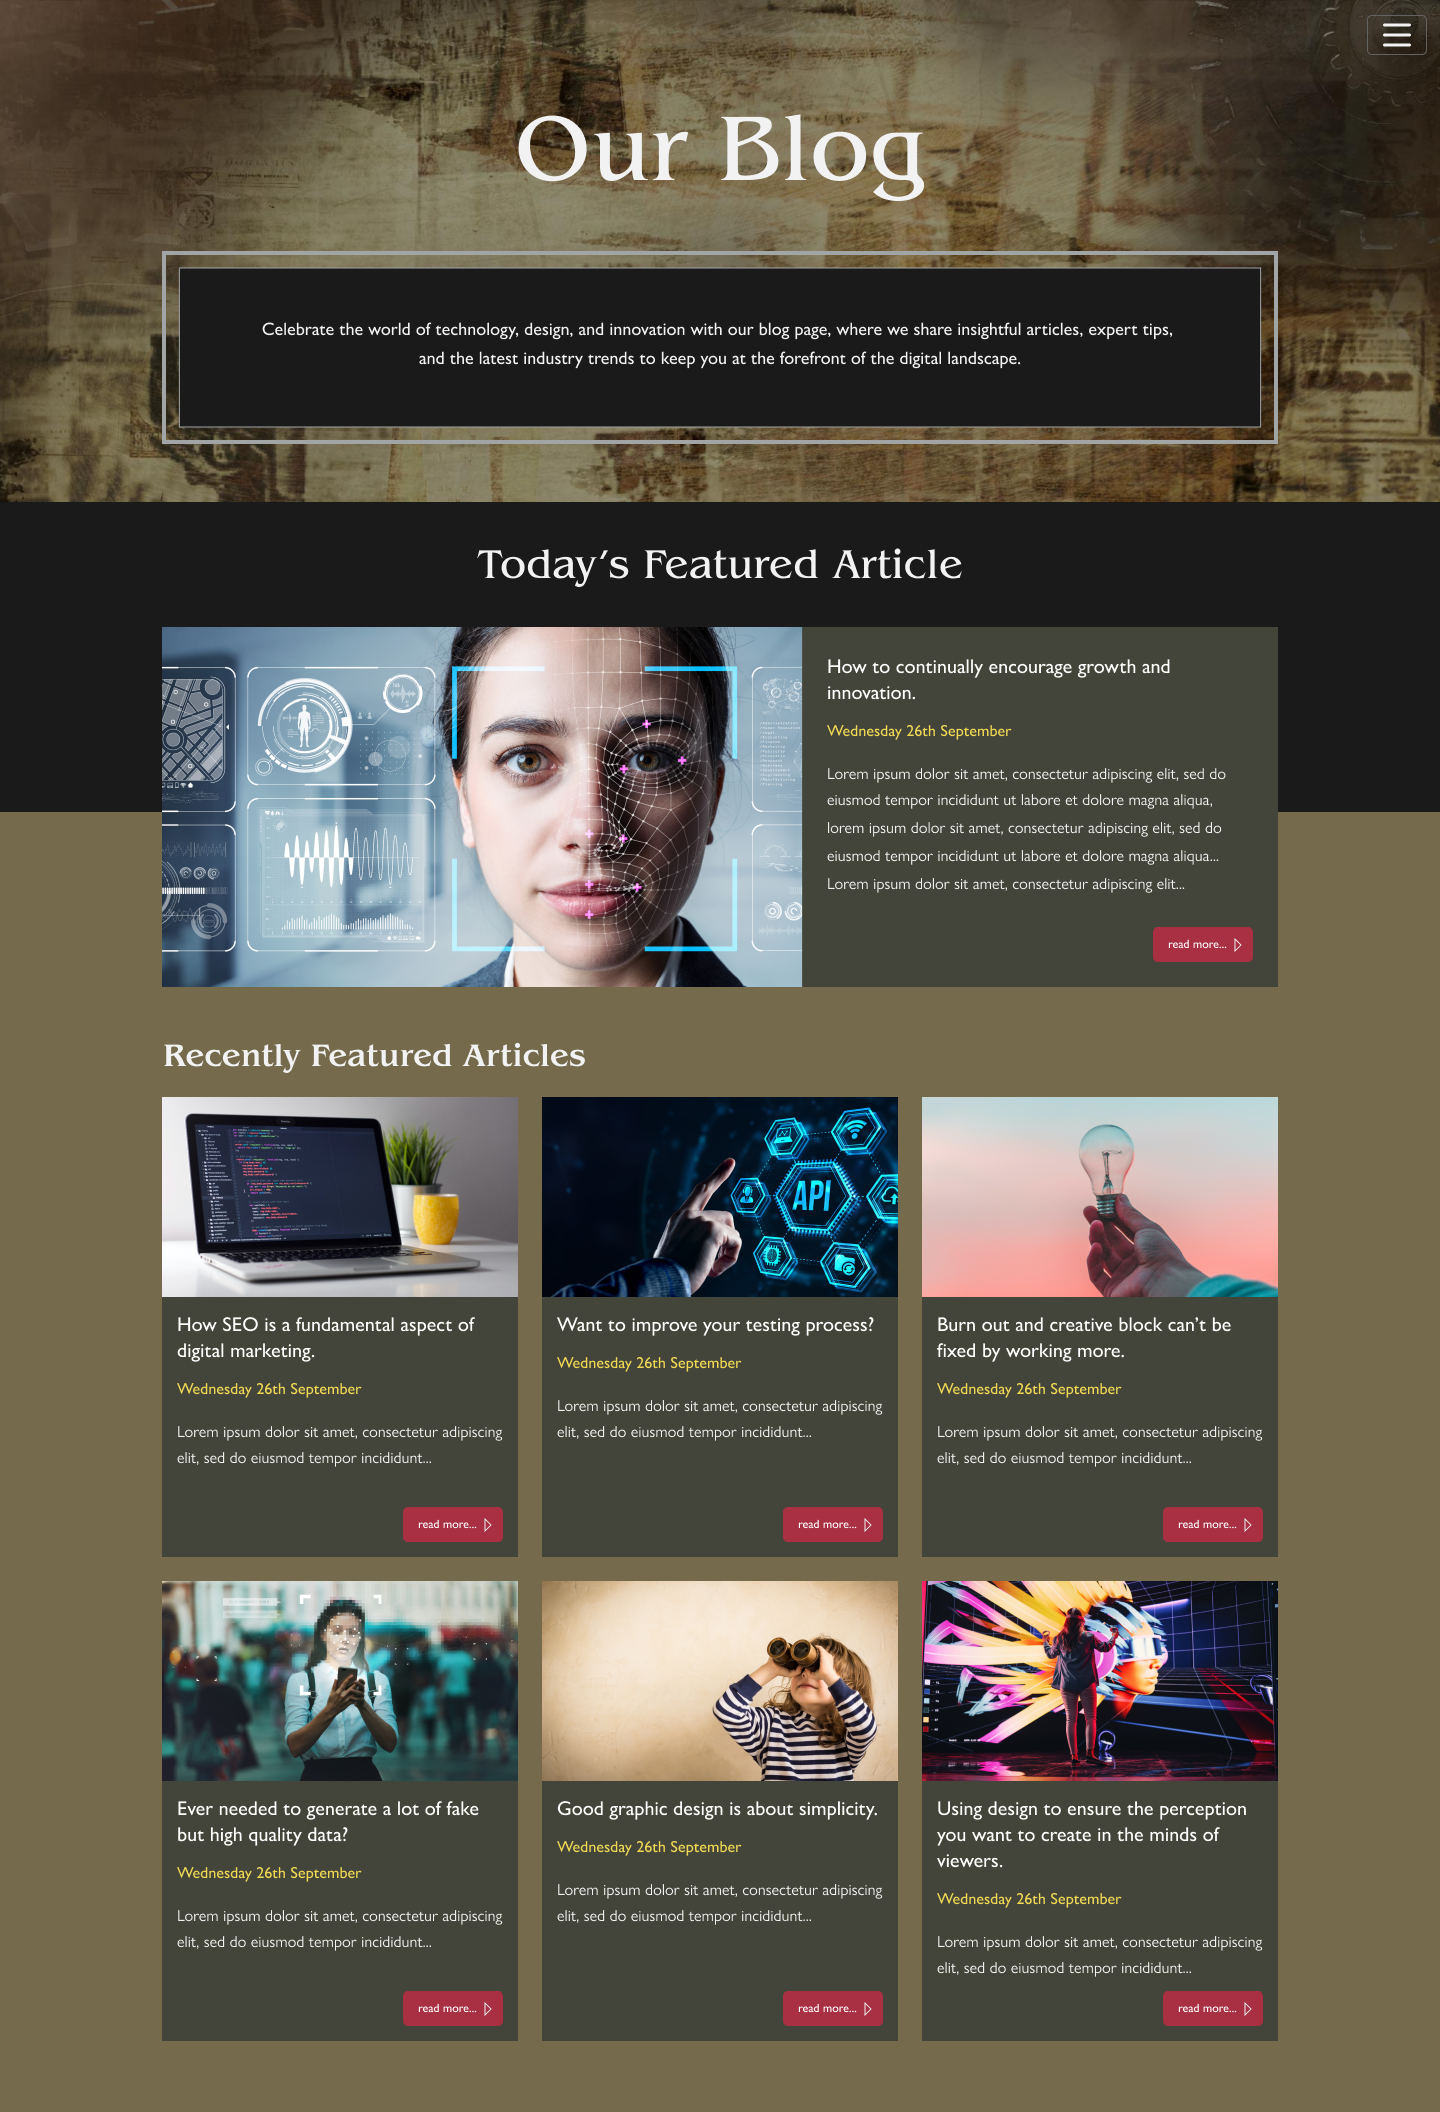 Our Blog
Celebrate the world of technology, design, and innovation with our blog page, where we share insightful articles, expert tips,
and the latest industry trends to keep you at the forefront of the digital landscape.
Today's Featured Article
How to continually encourage growth and
innovation.
Wednesday 26th September
Lorem ipsum dolor sit amet, consectetur adipiscing elit, sed do
eiusmod tempor incididunt ut labore et dolore magna aliqua,
lorem ipsum dolor sit amet, consectetur adipiscing elit, sed do
eiusmod tempor incididunt ut labore et dolore magna aliqua...
Lorem ipsum dolor sit amet, consectetur adipiscing elit...
read more...
Recently Featured Articles
How SEO is a fundamental aspect of
digital marketing.
Wednesday 26th September
Lorem ipsum dolor sit amet, consectetur adipiscing
elit, sed do eiusmod tempor incididunt...
read more...
API
Want to improve your testing process?
Wednesday 26th September
Lorem ipsum dolor sit amet, consectetur adipiscing
elit, sed do eiusmod tempor incididunt...
read more...
Burn out and creative block can't be
fixed by working more.
Wednesday 26th September
Lorem ipsum dolor sit amet, consectetur adipiscing
elit, sed do eiusmod tempor incididunt...
read more...
Ever needed to generate a lot of fake
but high quality data?
Wednesday 26th September
Lorem ipsum dolor sit amet, consectetur adipiscing
elit, sed do eiusmod tempor incididunt...
read more...
Good graphic design is about simplicity.
Wednesday 26th September
Lorem ipsum dolor sit amet, consectetur adipiscing
elit, sed do eiusmod tempor incididunt...
read more...
Using design to ensure the perception
you want to create in the minds of
viewers.
Wednesday 26th September
Lorem ipsum dolor sit amet, consectetur adipiscing
elit, sed do eiusmod tempor incididunt...
read more...